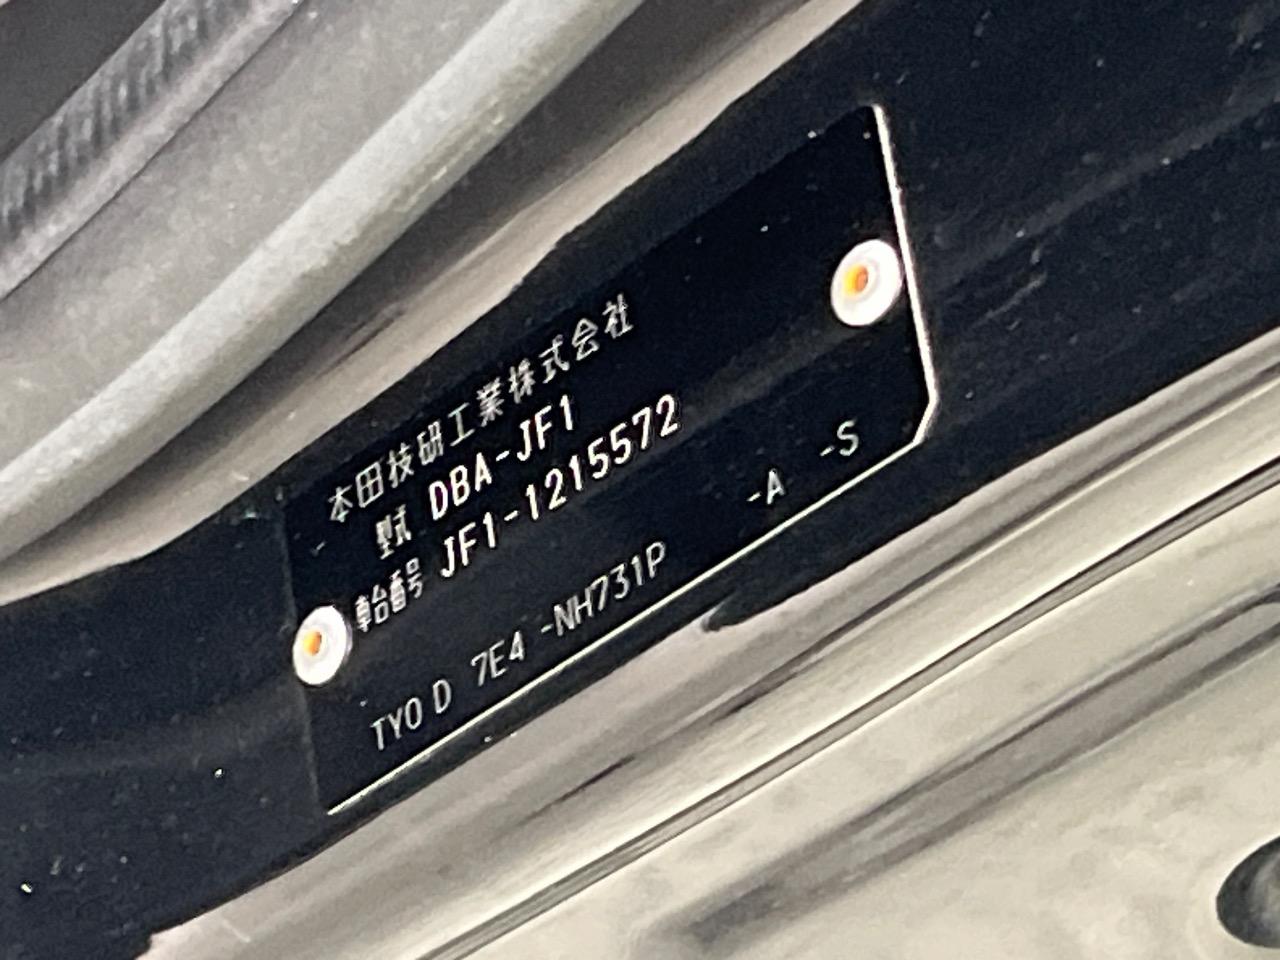 本田技研工業株式会社
型式 DBA-JF1
車台番号 JF1-1215572
TYO D 7E4 -NH731P -A -S